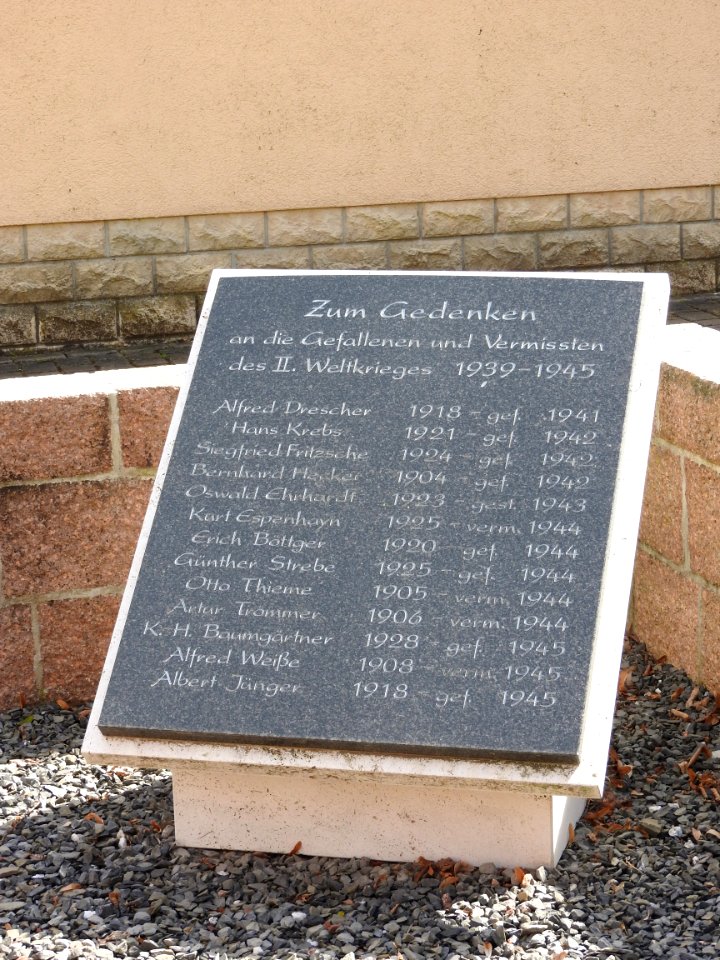 Zum Gedenken
an die Gefallenen und Vermissten
des II. Weltkrieges 1939-1945
Alfred Drescher 1918 - gef. 1941
Hans Krebs 1921 - gef. 1942
Siegfried Fritzsche 1924 - gef. 1942
Bernhard Hecker 1904 - gef. 1942
Oswald Ehrhardt 1923 - gest. 1943
Kurt Espenhayn 1925 - verm. 1944
Erich Böttger 1920 - gef. 1944
Günther Strebe 1925 - gef. 1944
Otto Thieme 1905 - verm. 1944
Artur Trommer 1906 - verm. 1944
K.-H. Baumgärtner 1928 - gef. 1945
Alfred Weiße 1908 - verm. 1945
Albert Jänger 1918 - gef. 1945